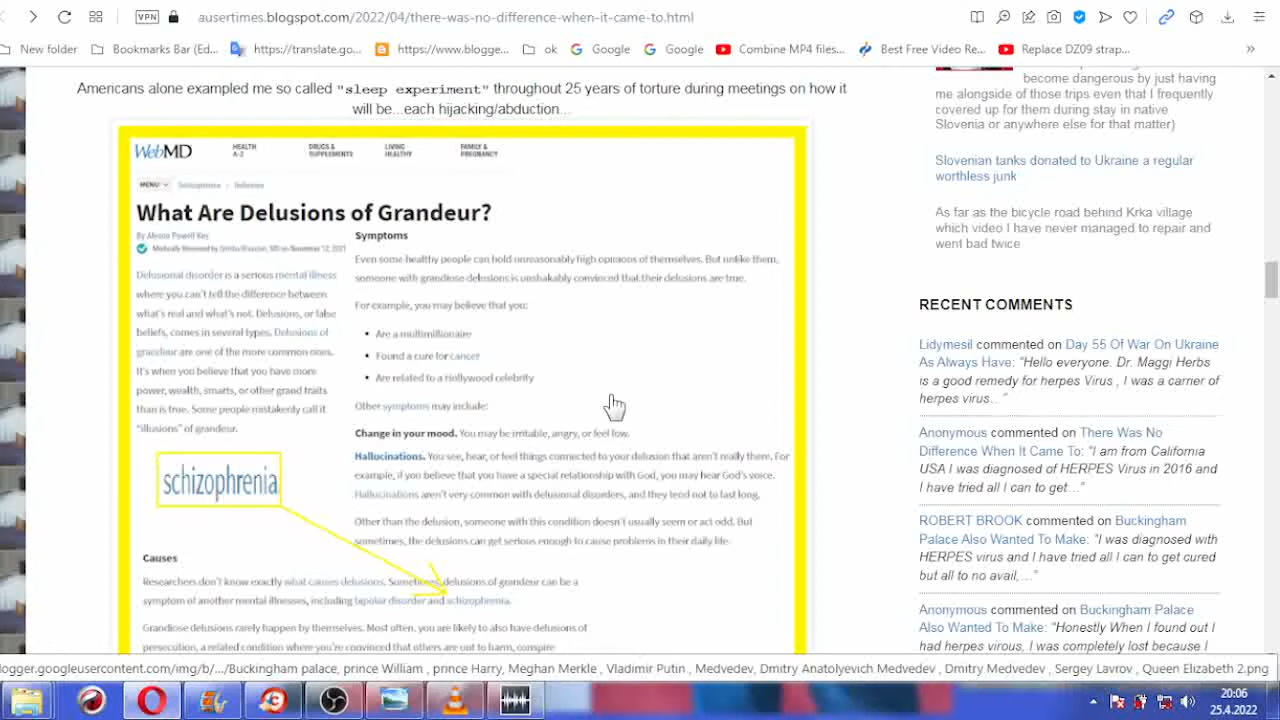 VPN ausertimes.blogspot.com/2022/04/there-was-no-difference-when-it-came-to.html
New folder Bookmarks Bar (Ed... https://translate.go... https://www.blogge... ok Google Google Combine MP4 files... Best Free Video Re... Replace DZ09 strap... »
Americans alone exampled me so called "sleep experiment" throughout 25 years of torture during meetings on how it
will be...each hijacking/abduction...
WebMD
HEALTH
A-Z
DRUGS &
SUPPLEMENTS
LIVING
HEALTHY
FAMILY &
PREGNANCY
MENU Schizophrenia > Delusion
What Are Delusions of Grandeur?
By Alyson Powell Key
Medically Reviewed by Smitha Bhandari, MD on November 12, 2021
Delusional disorder is a serious mental illness
where you can't tell the difference between
what's real and what's not. Delusions, or false
beliefs, comes in several types. Delusions of
grandeur are one of the more common ones.
It's when you believe that you have more
power, wealth, smarts, or other grand traits
than is true. Some people mistakenly call it
"illusions" of grandeur.
Symptoms
Even some healthy people can hold unreasonably high opinions of themselves. But unlike them,
someone with grandiose delusions is unshakably convinced that their delusions are true.
For example, you may believe that you:
• Are a multimillionaire
• Found a cure for cancer
• Are related to a Hollywood celebrity
Other symptoms may include:
Change in your mood. You may be irritable, angry, or feel low.
Hallucinations. You see, hear, or feel things connected to your delusion that aren't really there. For
example, if you believe that you have a special relationship with God, you may hear God's voice.
Hallucinations aren't very common with delusional disorders, and they tend not to last long.
Other than the delusion, someone with this condition doesn't usually seem or act odd. But
sometimes, the delusions can get serious enough to cause problems in their daily life.
schizophrenia
Causes
Researchers don't know exactly what causes delusions. Sometimes, delusions of grandeur can be a
symptom of another mental illnesses, including bipolar disorder and schizophrenia.
Grandiose delusions rarely happen by themselves. Most often, you are likely to also have delusions of
persecution, a related condition where you're convinced that others are out to harm, conspire
become dangerous by just having
me alongside of those trips even that I frequently
covered up for them during stay in native
Slovenia or anywhere else for that matter)
Slovenian tanks donated to Ukraine a regular
worthless junk
As far as the bicycle road behind Krka village
which video I have never managed to repair and
went bad twice
RECENT COMMENTS
Lidymesil commented on Day 55 Of War On Ukraine
As Always Have: "Hello everyone. Dr. Maggi Herbs
is a good remedy for herpes Virus , I was a carner of
herpes virus..."
Anonymous commented on There Was No
Difference When It Came To: "I am from California
USA I was diagnosed of HERPES Virus in 2016 and
I have tried all I can to get..."
ROBERT BROOK commented on Buckingham
Palace Also Wanted To Make: "I was diagnosed with
HERPES virus and I have tried all I can to get cured
but all to no avail,..."
Anonymous commented on Buckingham Palace
Also Wanted To Make: "Honestly When I found out I
had herpes virous, I was completely lost because I
logger.googleusercontent.com/img/b/.../Buckingham palace, prince William , prince Harry, Meghan Merkle , Vladimir Putin , Medvedev, Dmitry Anatolyevich Medvedev , Dmitry Medvedev , Sergey Lavrov , Queen Elizabeth 2.png
20:06
25.4.2022